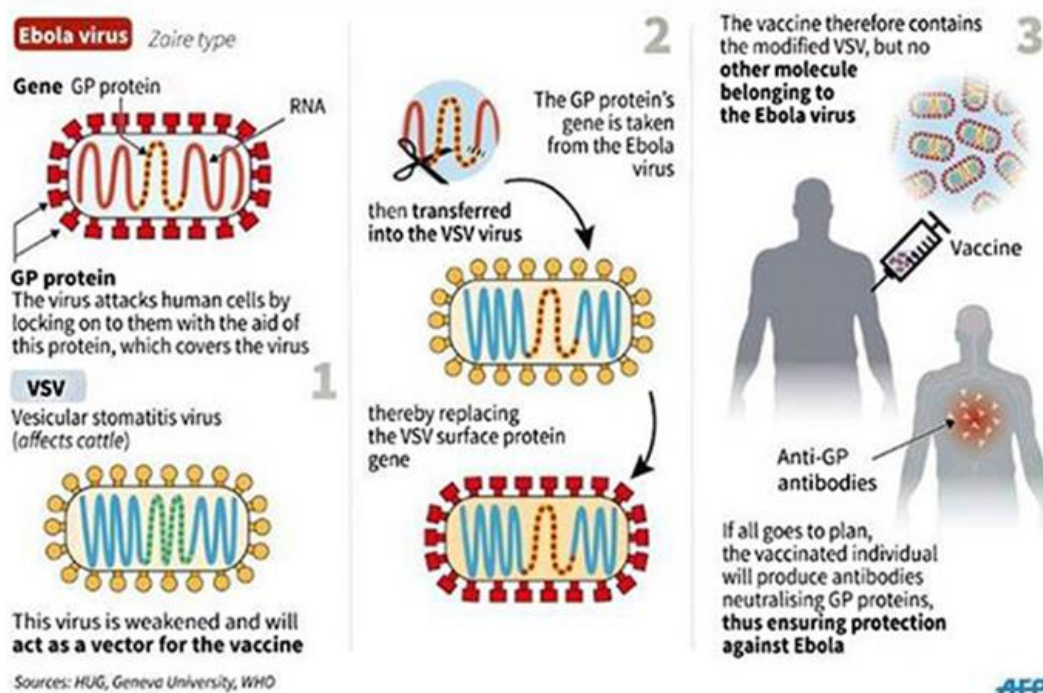 Ebola virus Zaire type
Gene GP protein
RNA
GP protein
The virus attacks human cells by
locking on to them with the aid of
this protein, which covers the virus
1
VSV
Vesicular stomatitis virus
(affects cattle)
This virus is weakened and will
act as a vector for the vaccine
Sources: HUG, Geneva University, WHO
2
The GP protein's
gene is taken
from the Ebola
virus
then transferred
into the VSV virus
thereby replacing
the VSV surface protein
gene
3
The vaccine therefore contains
the modified VSV, but no
other molecule
belonging to
the Ebola virus
Vaccine
Anti-GP
antibodies
If all goes to plan,
the vaccinated individual
will produce antibodies
neutralising GP proteins,
thus ensuring protection
against Ebola
AFP